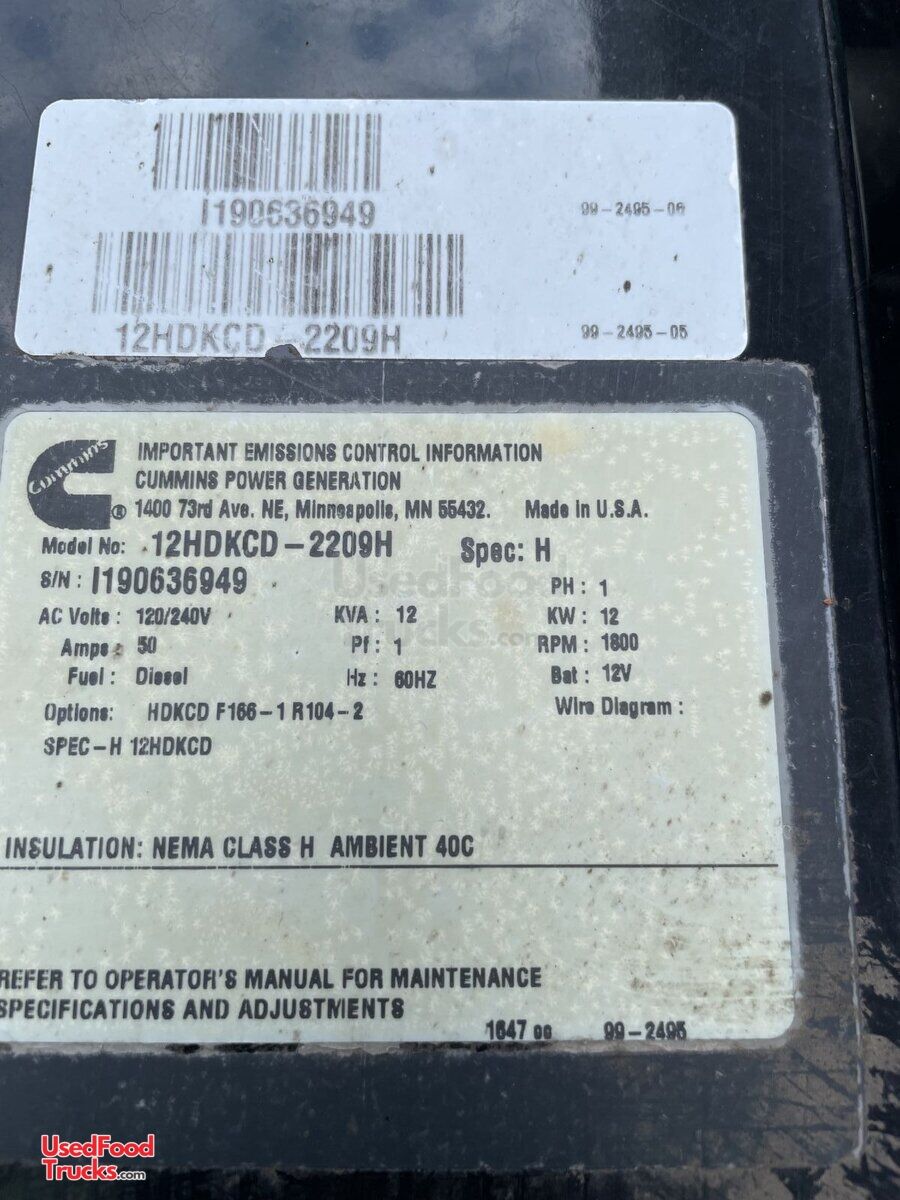 I190636949
99-2495-06
12HDKCD-2209H
99-2495-05
Cummins
IMPORTANT EMISSIONS CONTROL INFORMATION
CUMMINS POWER GENERATION
® 1400 73rd Ave. NE, Minneapolis, MN 55432. Made in U.S.A.
Model No: 12HDKCD-2209H Spec: H
S/N: I190636949 PH: 1
AC Volts: 120/240V KVA: 12 KW: 12
Amps: 50 Pf: 1 RPM: 1800
Fuel: Diesel Hz: 60HZ Bat: 12V
Options: HDKCD F166-1 R104-2 Wire Diagram:
SPEC-H 12HDKCD
INSULATION: NEMA CLASS H AMBIENT 40C
REFER TO OPERATOR'S MANUAL FOR MAINTENANCE
SPECIFICATIONS AND ADJUSTMENTS
99-2495
UsedFood
Trucks.com
UsedFood
Trucks.com